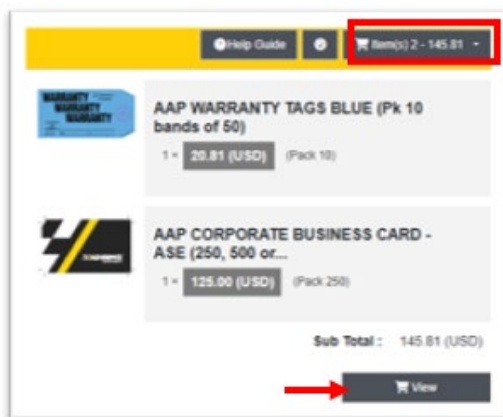 Help Guide
Item(s) 2 - 145.81
WARRANTY
WARRANTY
WARRANTY
AAP WARRANTY TAGS BLUE (Pk 10
bands of 50)
1 × 20.81 (USD) (Pack 10)
AAP CORPORATE BUSINESS CARD -
ASE (250, 500 or...
1 × 125.00 (USD) (Pack 250)
Sub Total : 145.81 (USD)
View